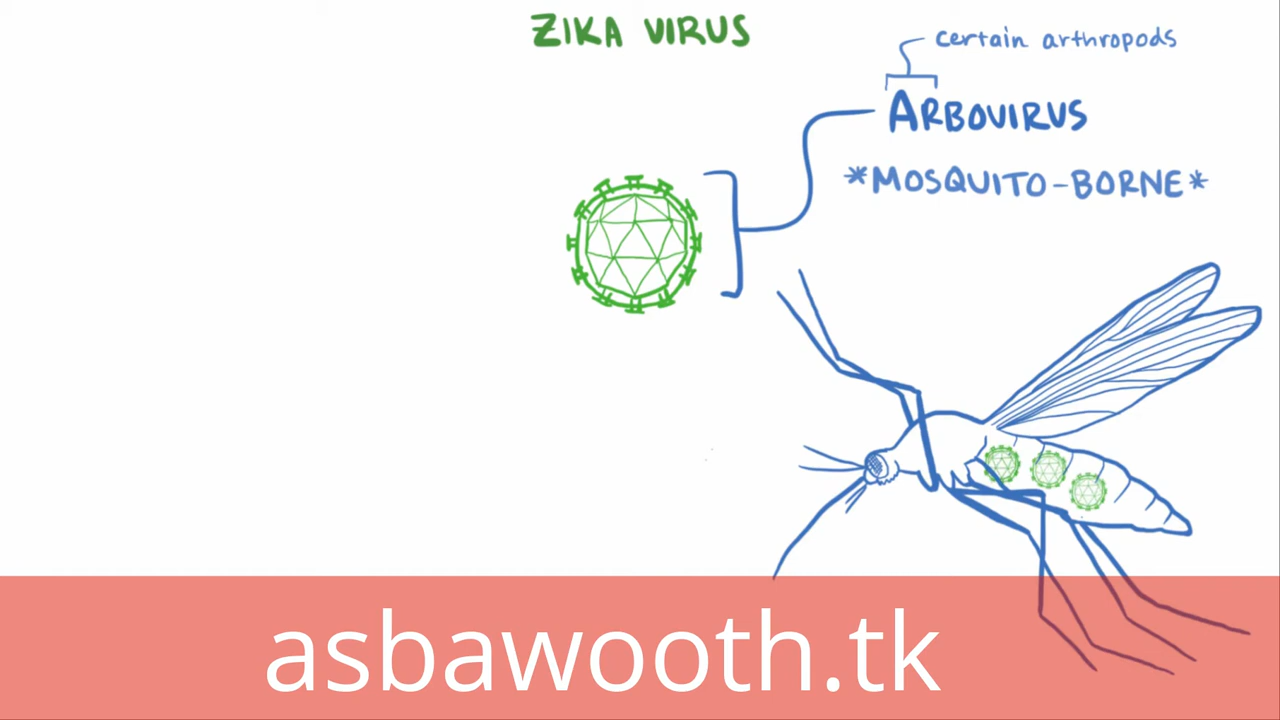 ZIKA VIRUS
certain arthropods
ARBOVIRUS
*MOSQUITO-BORNE*
asbawooth.tk